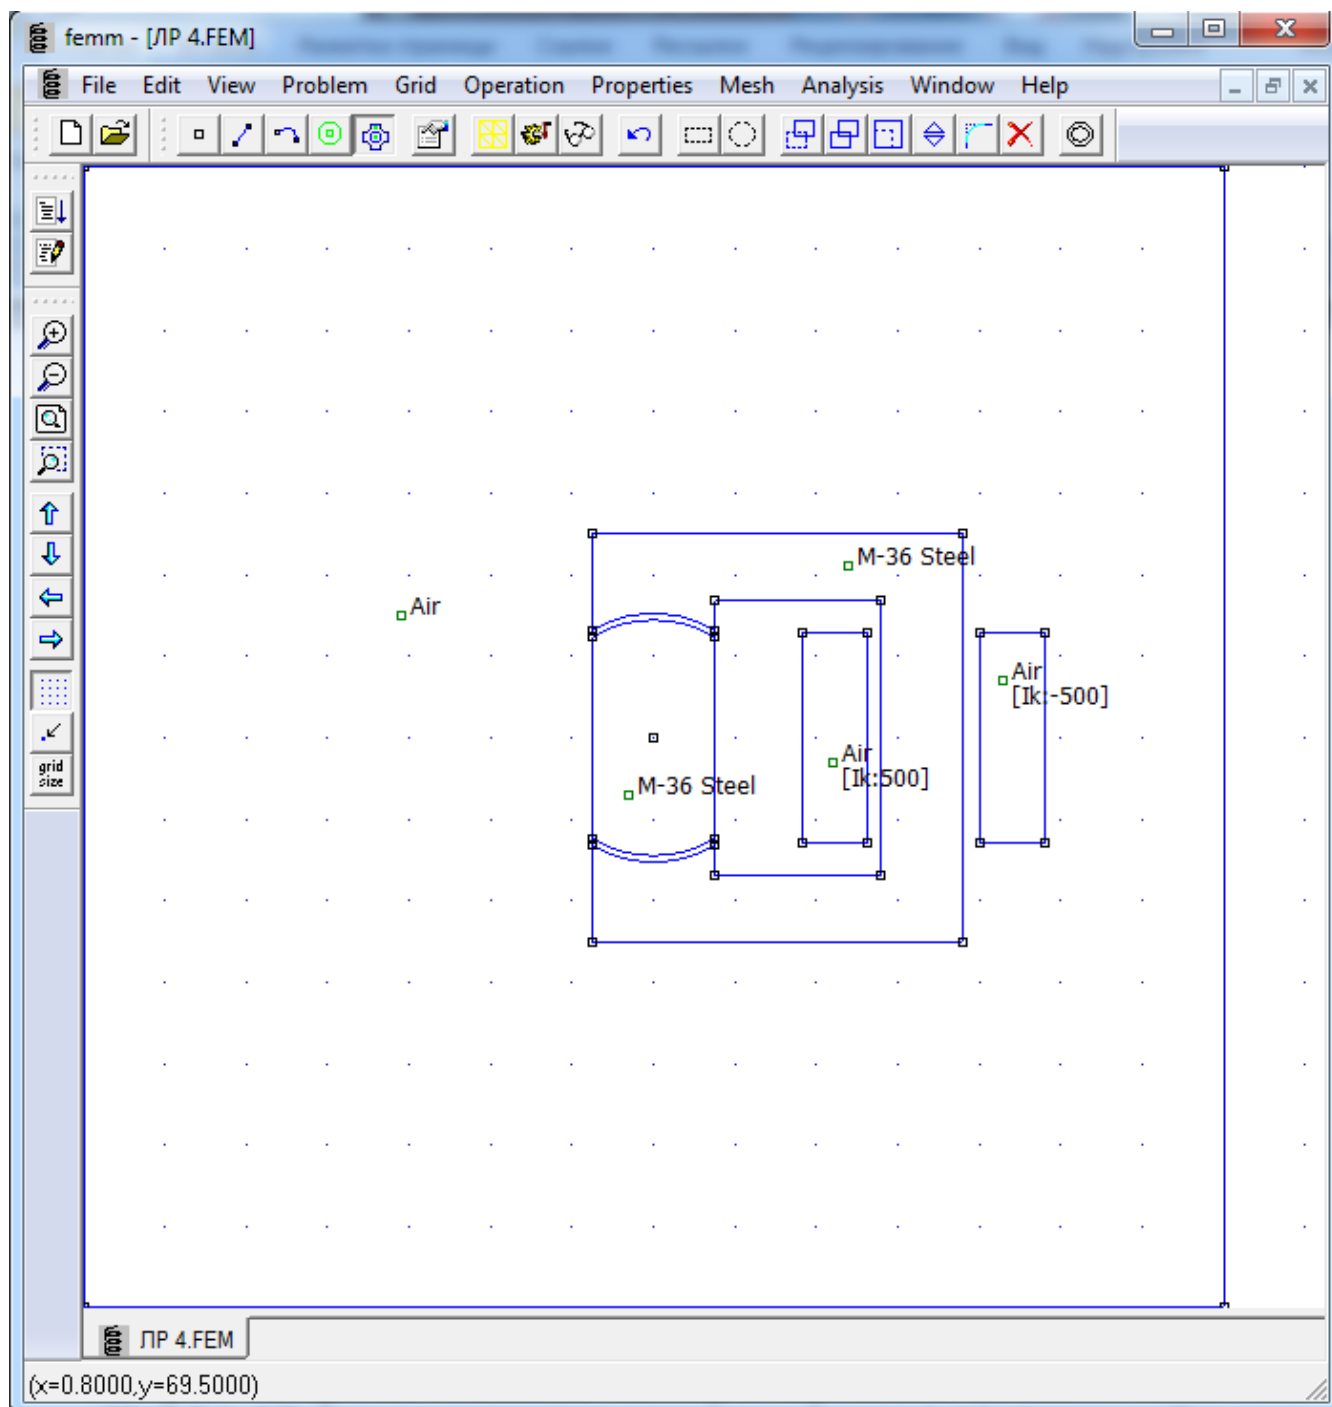 femm - [ЛР 4.FEM]
File Edit View Problem Grid Operation Properties Mesh Analysis Window Help
M-36 Steel
Air
Air
[Ik:-500]
Air
[Ik:500]
M-36 Steel
grid
size
ЛР 4.FEM
(x=0.8000,y=69.5000)